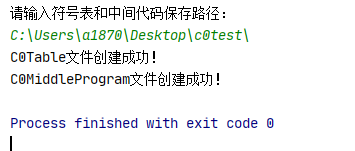 请输入符号表和中间代码保存路径：
C:\Users\a1870\Desktop\c0test\
C0Table文件创建成功！
C0MiddleProgram文件创建成功！
Process finished with exit code 0